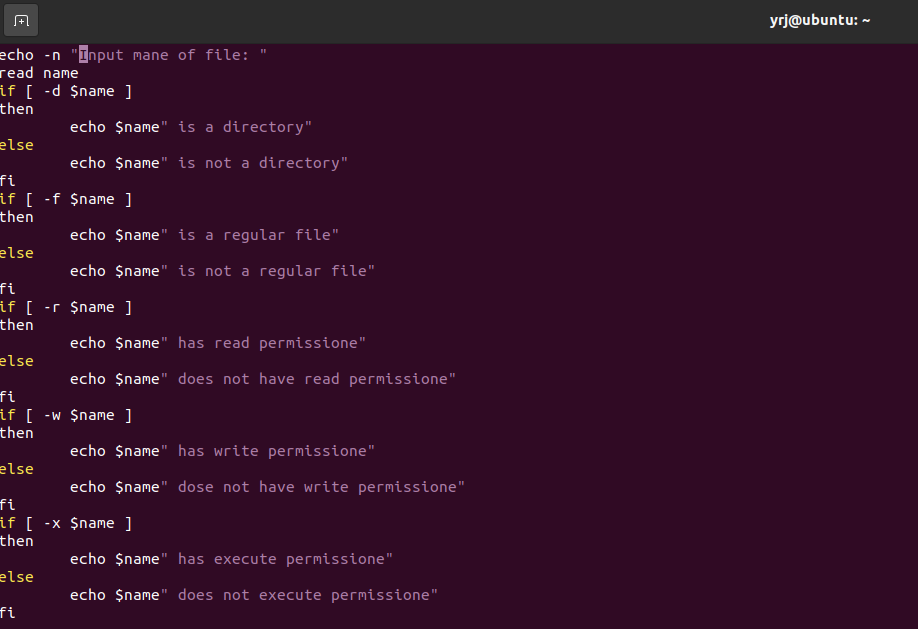 yrj@ubuntu: ~
echo -n "Input mane of file: "
read name
if [ -d $name ]
then
        echo $name" is a directory"
else
        echo $name" is not a directory"
fi
if [ -f $name ]
then
        echo $name" is a regular file"
else
        echo $name" is not a regular file"
fi
if [ -r $name ]
then
        echo $name" has read permissione"
else
        echo $name" does not have read permissione"
fi
if [ -w $name ]
then
        echo $name" has write permissione"
else
        echo $name" dose not have write permissione"
fi
if [ -x $name ]
then
        echo $name" has execute permissione"
else
        echo $name" does not execute permissione"
fi